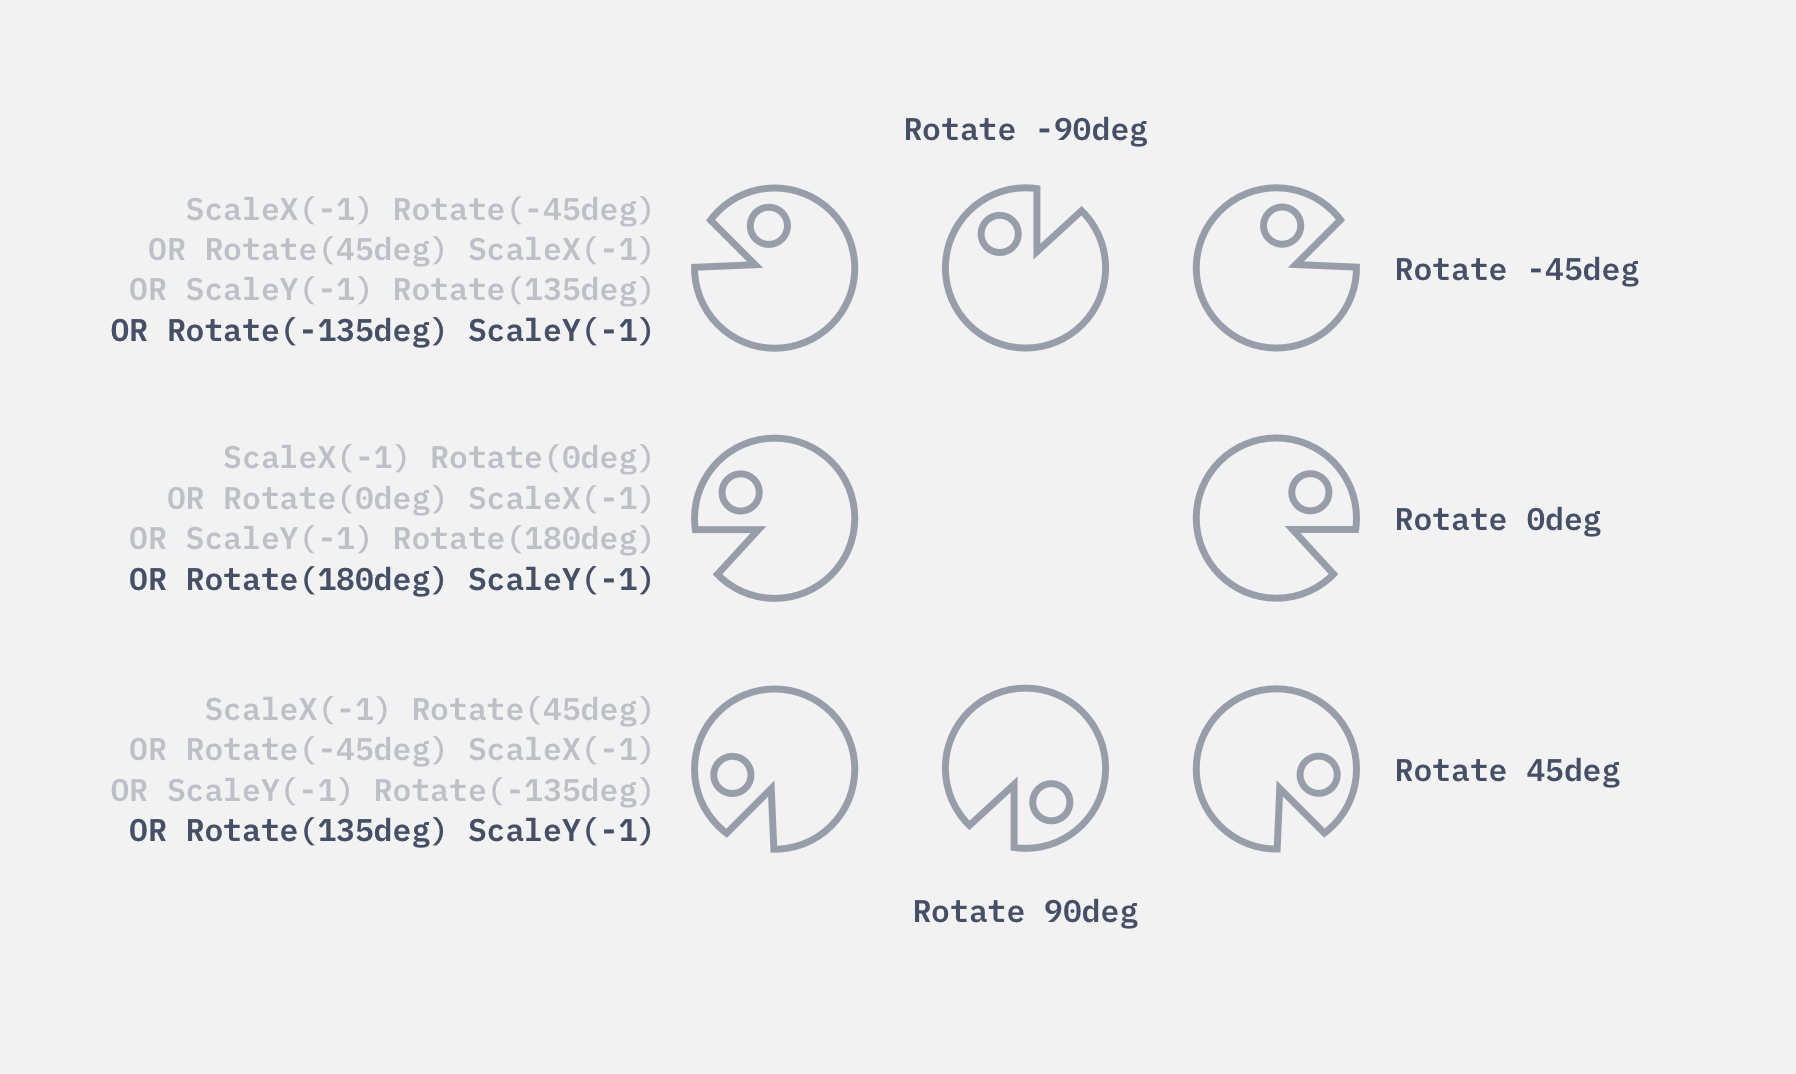 Rotate -90deg
ScaleX(-1) Rotate(-45deg)
OR Rotate(45deg) ScaleX(-1)
OR ScaleY(-1) Rotate(135deg)
OR Rotate(-135deg) ScaleY(-1)
Rotate -45deg
ScaleX(-1) Rotate(0deg)
OR Rotate(0deg) ScaleX(-1)
OR ScaleY(-1) Rotate(180deg)
OR Rotate(180deg) ScaleY(-1)
Rotate 0deg
ScaleX(-1) Rotate(45deg)
OR Rotate(-45deg) ScaleX(-1)
OR ScaleY(-1) Rotate(-135deg)
OR Rotate(135deg) ScaleY(-1)
Rotate 45deg
Rotate 90deg